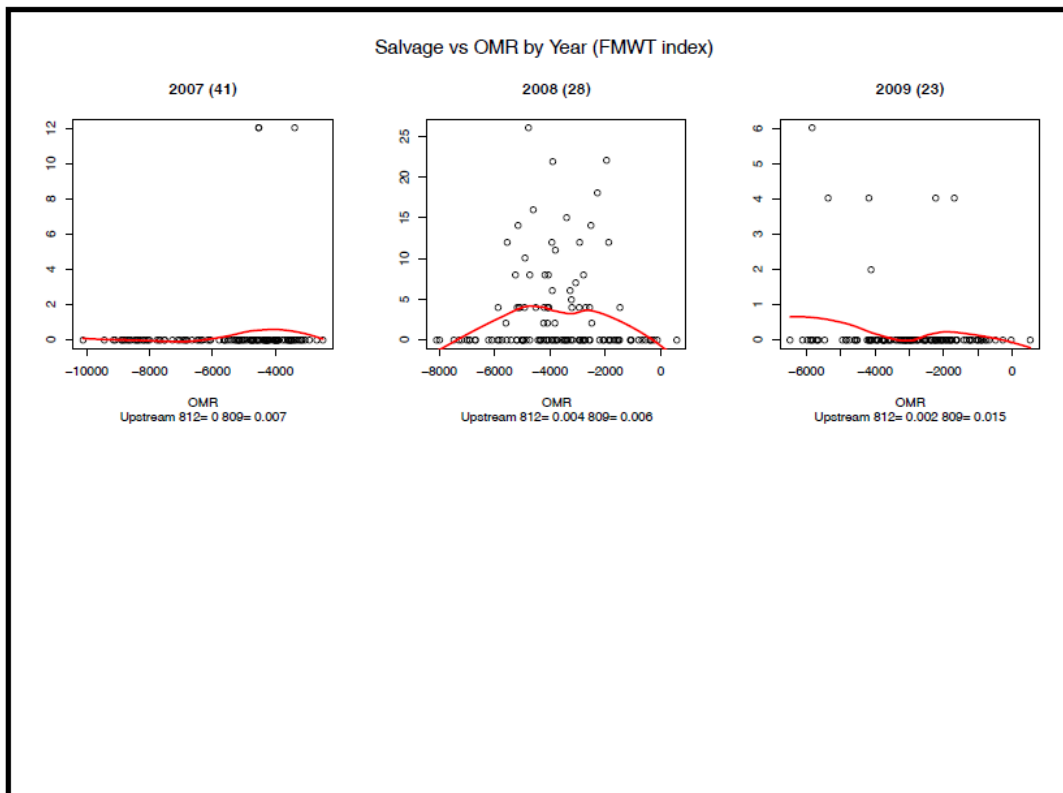 Salvage vs OMR by Year (FMWT index)
2007 (41)
12
10
8
6
4
2
0
−10000 −8000 −6000 −4000
OMR
Upstream 812= 0 809= 0.007
2008 (28)
25
20
15
10
5
0
−8000 −6000 −4000 −2000 0
OMR
Upstream 812= 0.004 809= 0.006
2009 (23)
6
5
4
3
2
1
0
−6000 −4000 −2000 0
OMR
Upstream 812= 0.002 809= 0.015